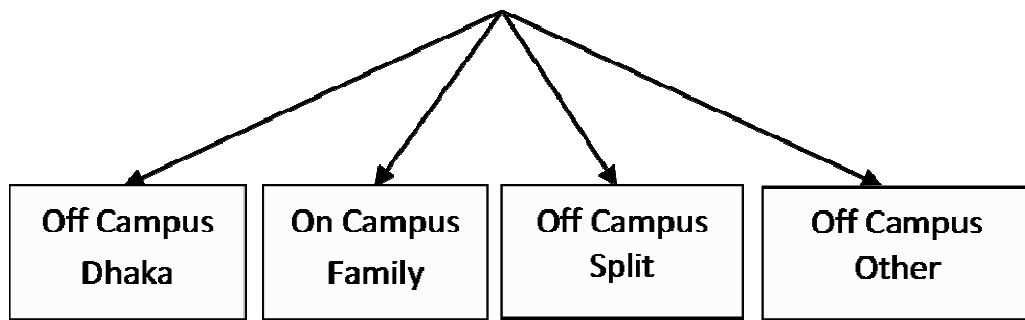 Off Campus
Dhaka
On Campus
Family
Off Campus
Split
Off Campus
Other